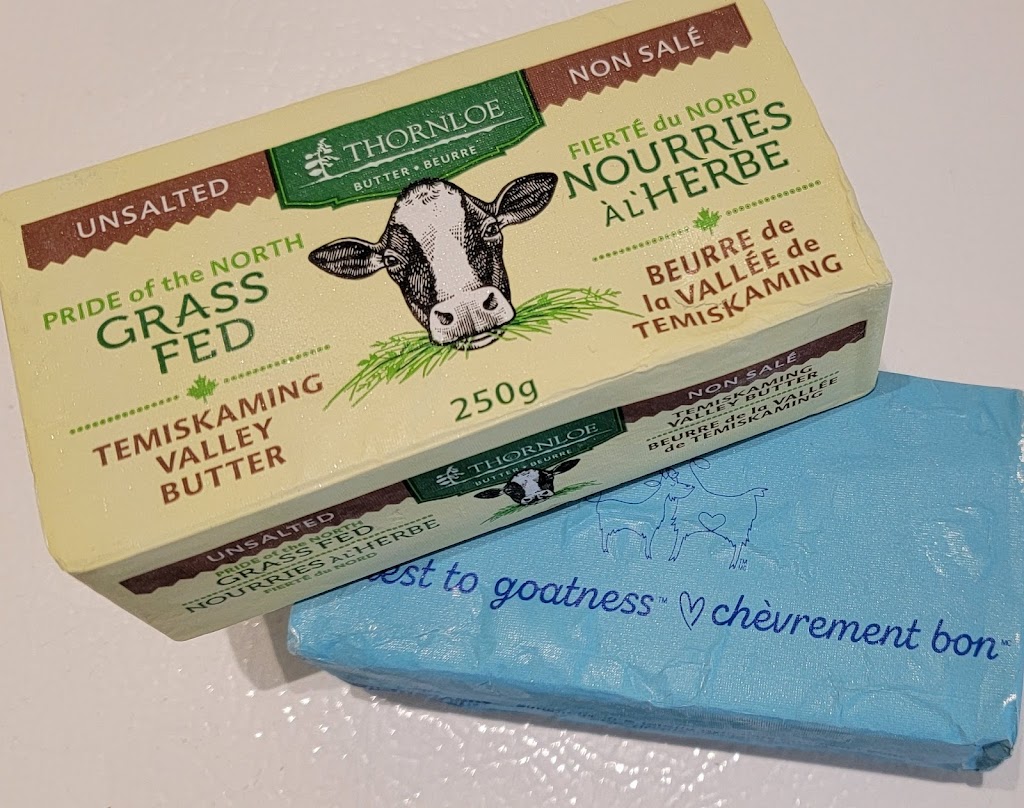 UNSALTED
THORNLOE
BUTTER • BEURRE
NON SALÉ
PRIDE of the NORTH
GRASS
FED
TEMISKAMING
VALLEY
BUTTER
FIERTÉ du NORD
NOURRIES
À L'HERBE
BEURRE de
la VALLÉE de
TEMISKAMING
250g
UNSALTED
PRIDE of the NORTH
GRASS FED
NOURRIES À L'HERBE
FIERTÉ du NORD
THORNLOE
BUTTER • BEURRE
NON SALÉ
TEMISKAMING
VALLEY BUTTER
BEURRE de la VALLÉE
de TEMISKAMING
to goatness™ chèvrement bon MC